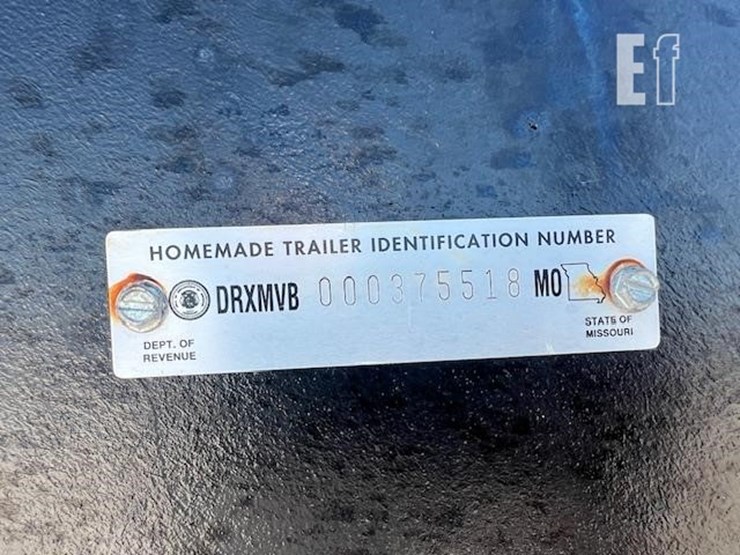 Ef
HOMEMADE TRAILER IDENTIFICATION NUMBER
DRXMVB 000375518 MO
DEPT. OF
REVENUE
STATE OF
MISSOURI